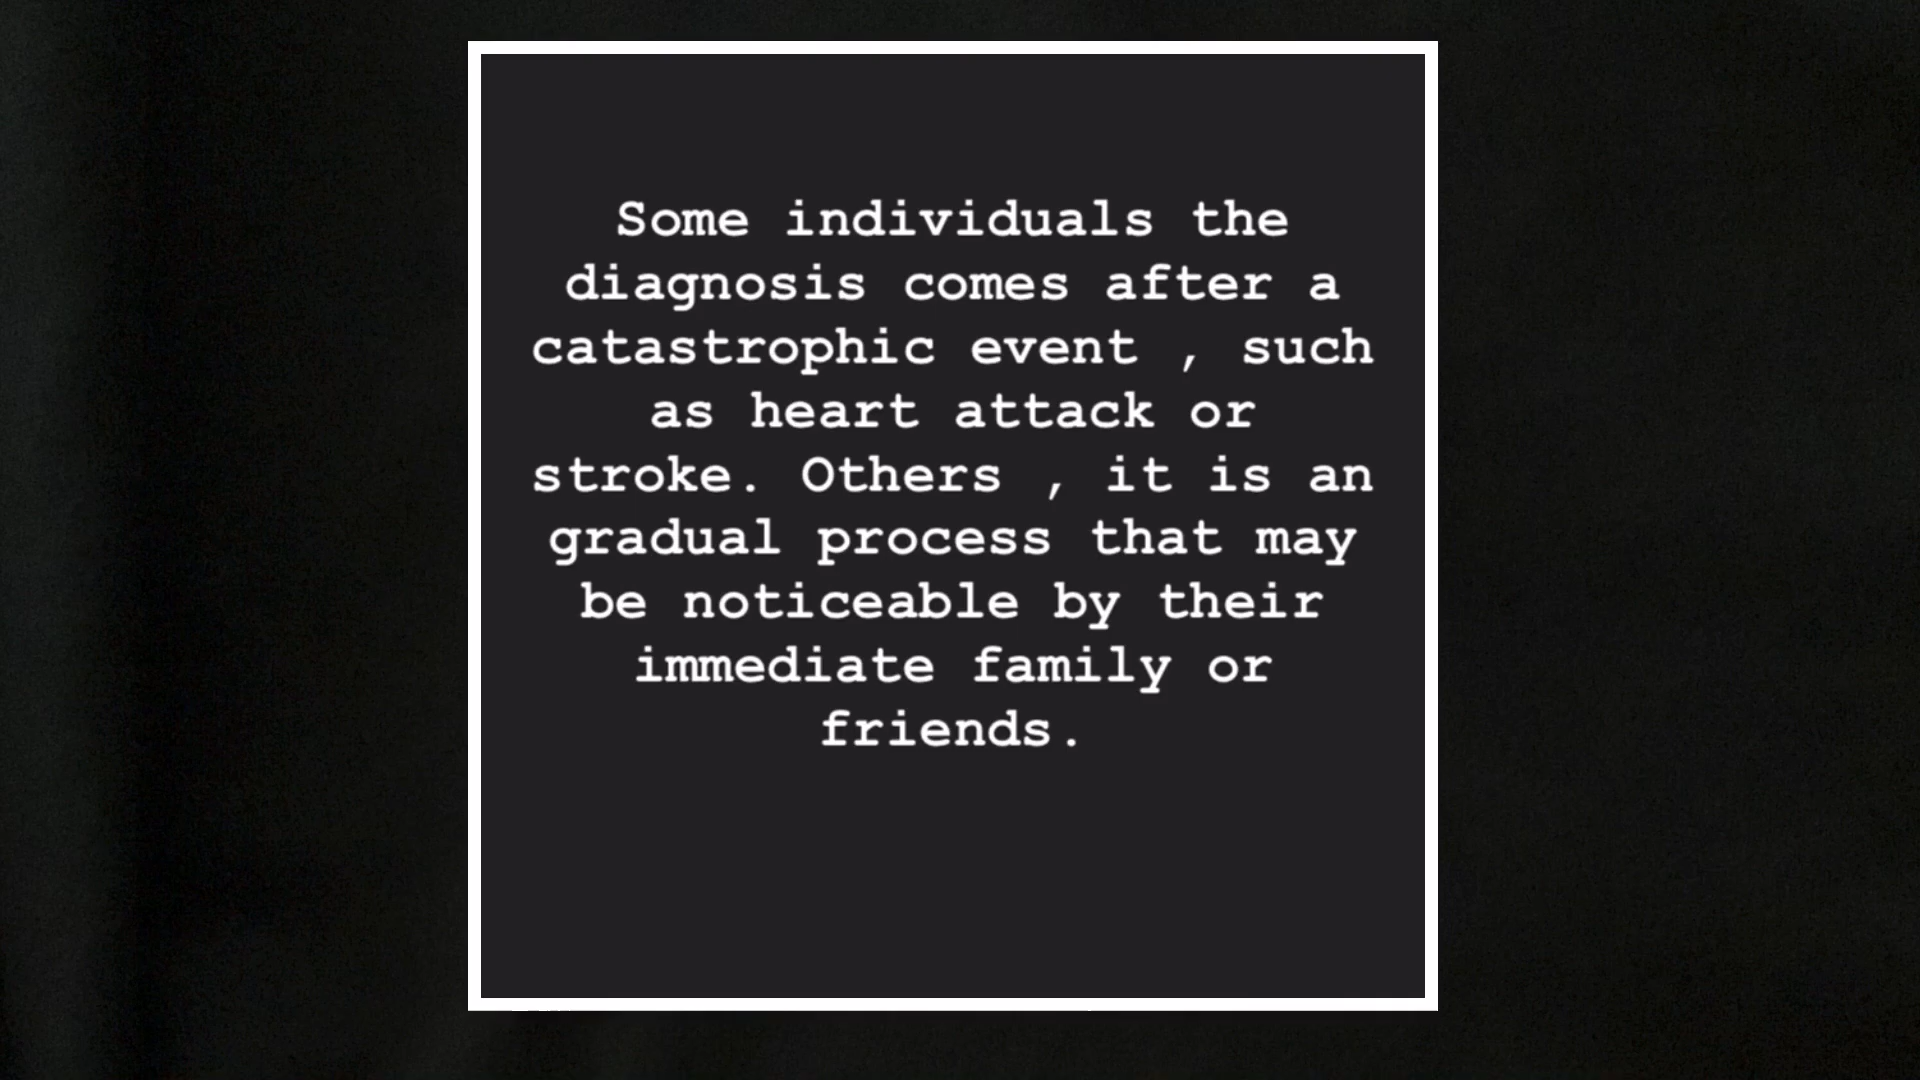 Some individuals the
diagnosis comes after a
catastrophic event , such
as heart attack or
stroke. Others , it is an
gradual process that may
be noticeable by their
immediate family or
friends.